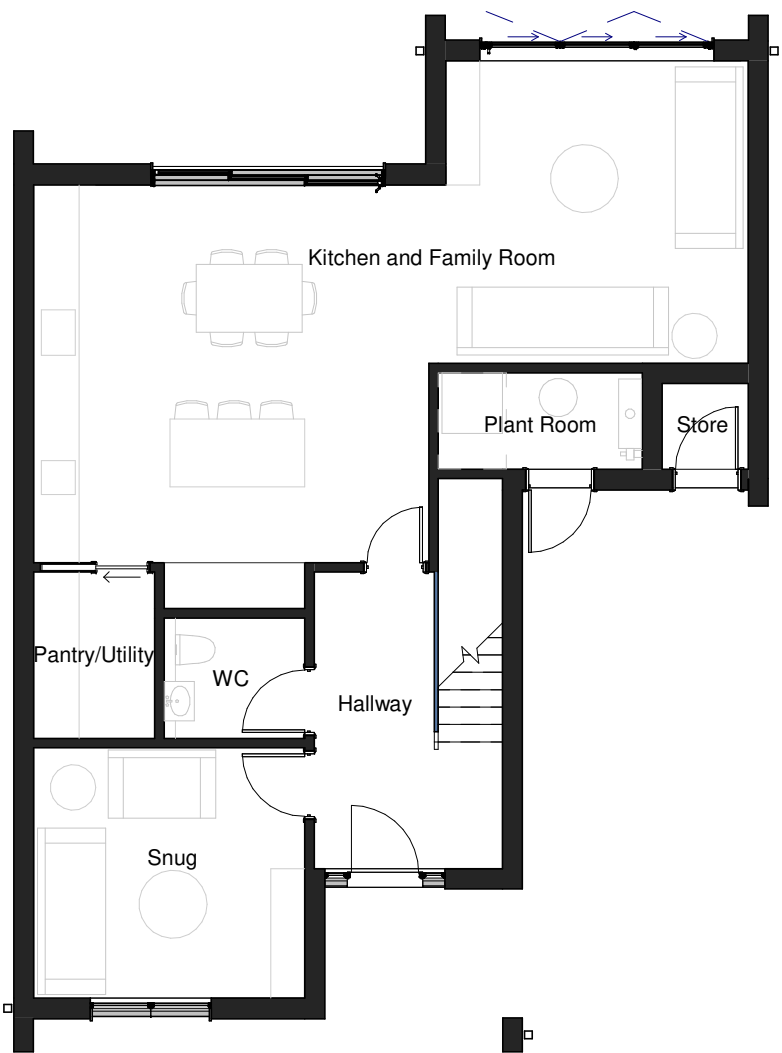 Kitchen and Family Room
Plant Room
Store
Pantry/Utility
WC
Hallway
Snug